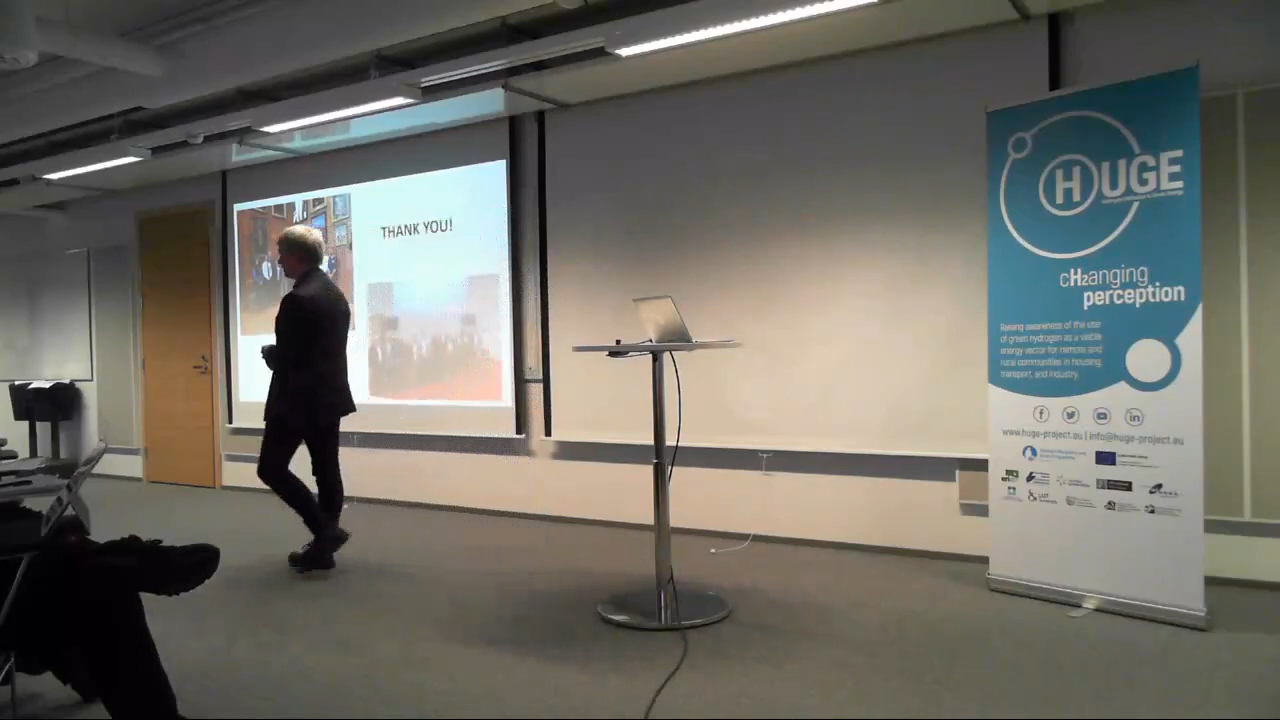 THANK YOU!
HUGE
cH2anging
perception
Raising awareness of the use
of green hydrogen as a viable
energy vector for remote and
rural communities in housing,
transport, and industry.
www.huge-project.eu | info@huge-project.eu
LUT